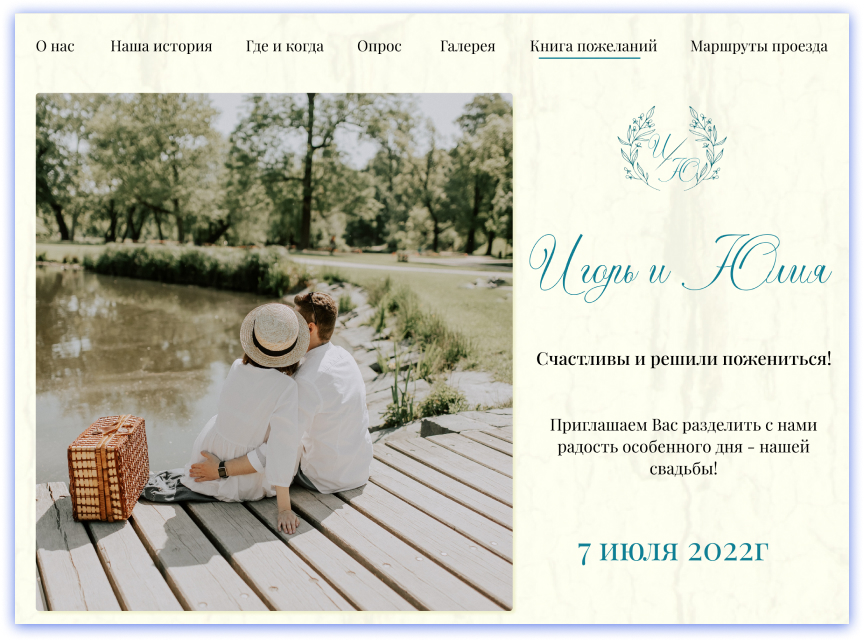 О нас Наша история Где и когда Опрос Галерея Книга пожеланий Маршруты проезда
И/Ю
Игорь и Юлия
Счастливы и решили пожениться!
Приглашаем Вас разделить с нами
радость особенного дня - нашей
свадьбы!
7 июля 2022г